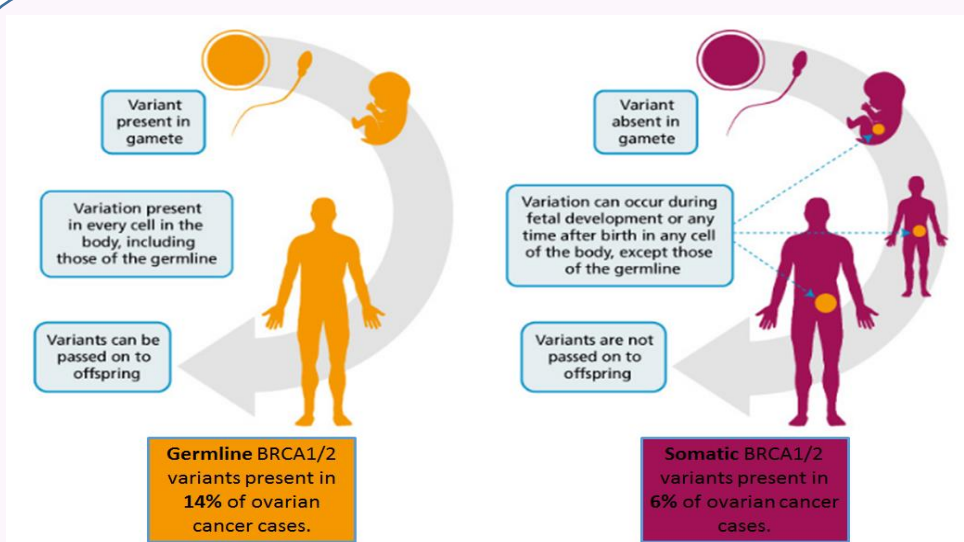 Variant
present in
gamete
Variation present
in every cell in the
body, including
those of the germline
Variants can be
passed on to
offspring
Germline BRCA1/2
variants present in
14% of ovarian
cancer cases.
Variant
absent in
gamete
Variation can occur during
fetal development or any
time after birth in any cell
of the body, except those
of the germline
Variants are not
passed on to
offspring
Somatic BRCA1/2
variants present in
6% of ovarian cancer
cases.